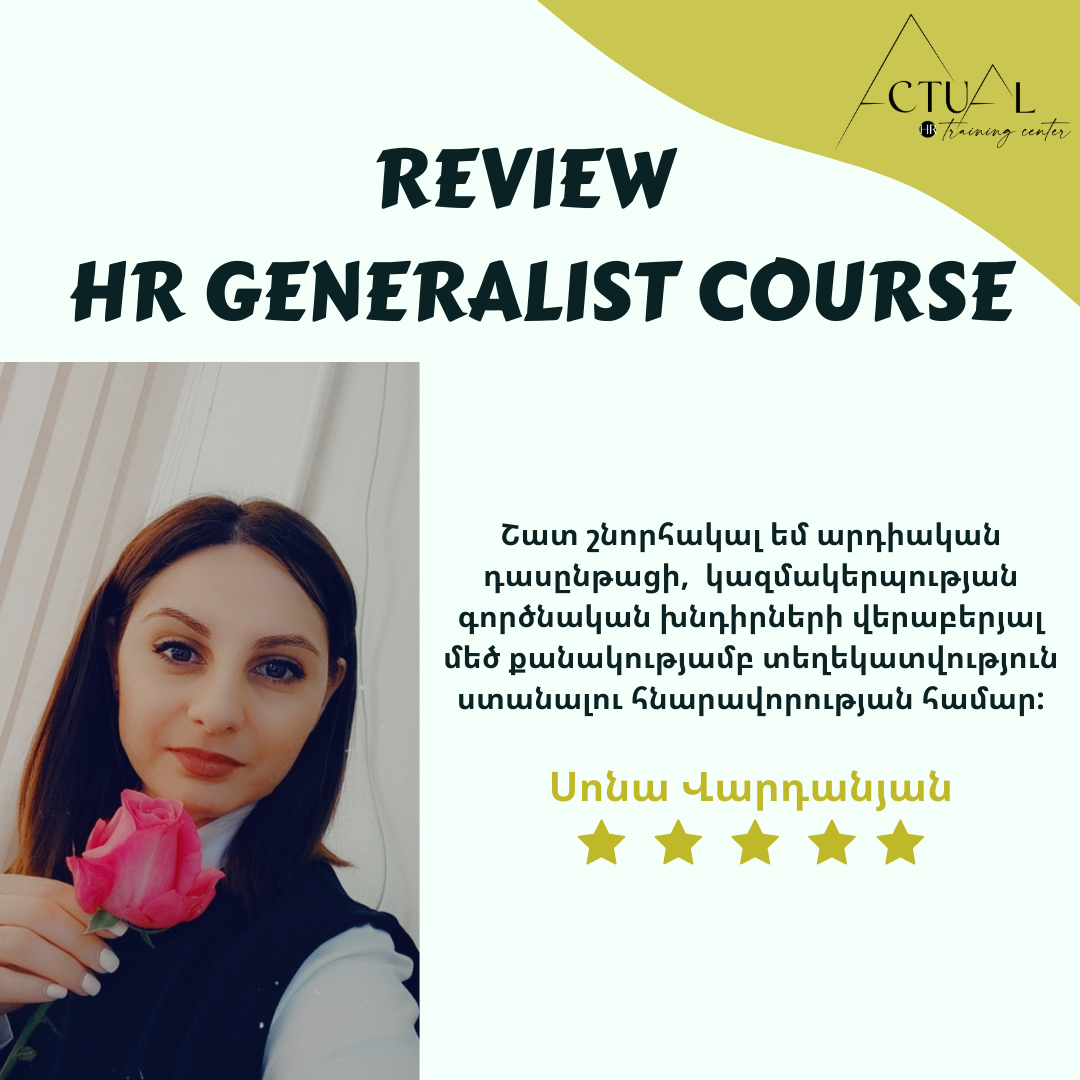 ACTUAL
HR training center
REVIEW
HR GENERALIST COURSE
Շատ շնորհակալ եմ արդիական
դասընթացի,  կազմակերպության
գործնական խնդիրների վերաբերյալ
մեծ քանակությամբ տեղեկատվություն
ստանալու հնարավորության համար:
Սոնա Վարդանյան